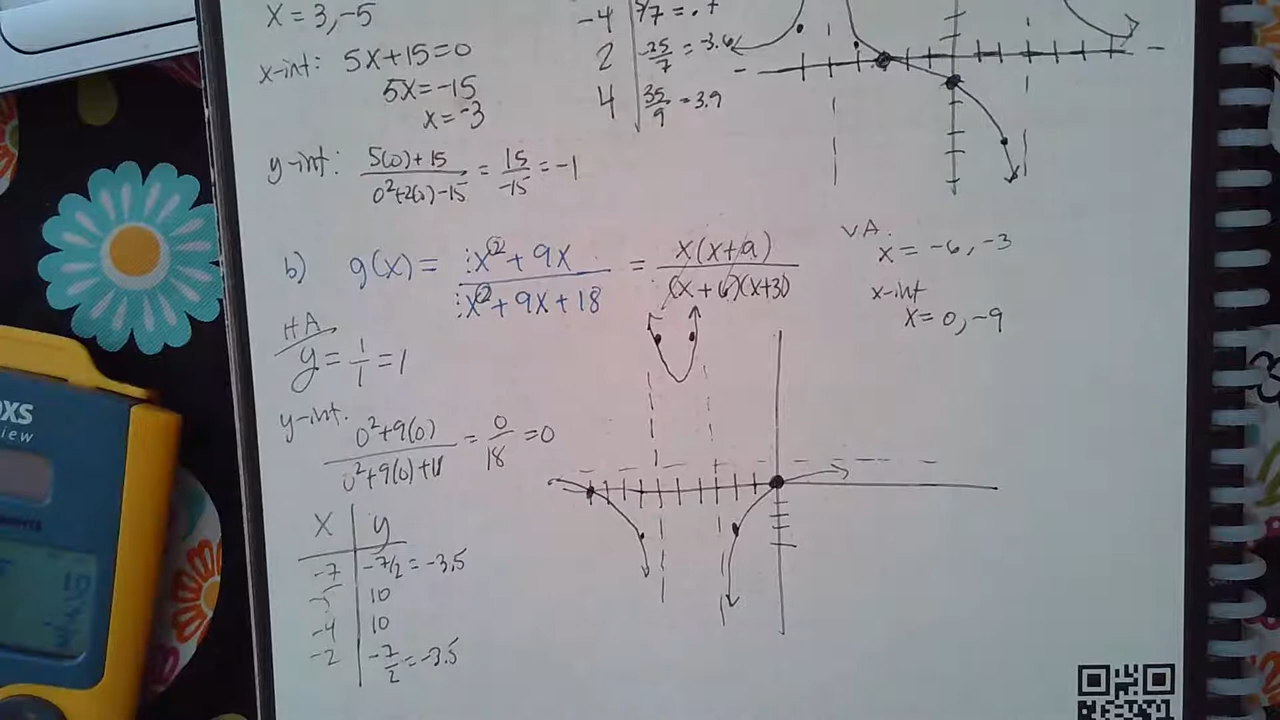 x = 3, -5
x-int: 5x+15=0
5x=-15
x=-3
y-int: 5(0)+15 / 0²+2(0)-15 = 15/-15 = -1
-4
2 | = -3.6
4 | 35/9 = 3.9
b) g(x) = x²+9x / x²+9x+18 = x(x+9) / (x+6)(x+3)
VA.
x = -6, -3
x-int
x = 0, -9
HA
y = 1/1 = 1
y-int. 0²+9(0) / 0²+9(0)+18 = 0/18 = 0
x | y
-7 | -7/2 = -3.5
-5 | 10
-4 | 10
-2 | -7/2 = -3.5